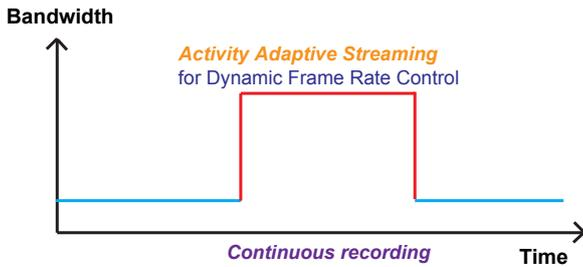 Bandwidth
Activity Adaptive Streaming
for Dynamic Frame Rate Control
Continuous recording
Time